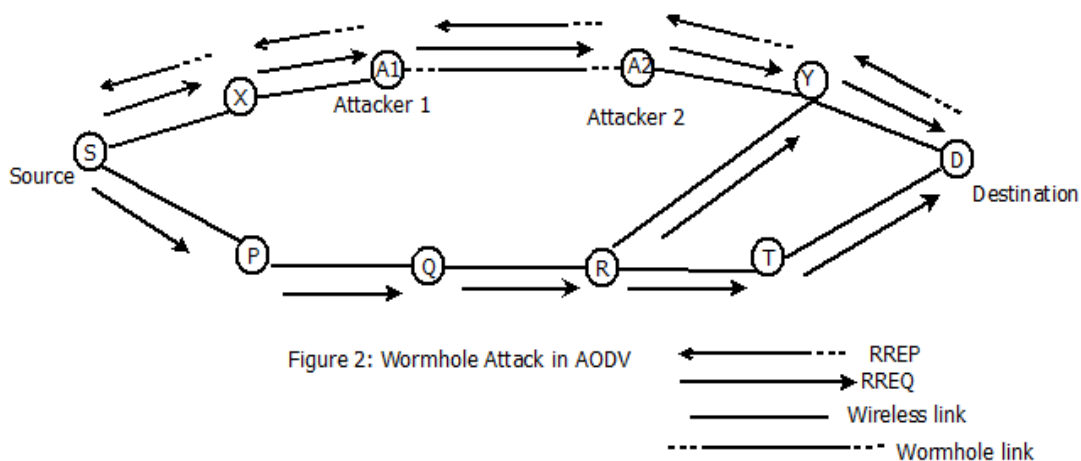 A1
A2
Y
X
Attacker 1
Attacker 2
S
D
Source
Destination
P
Q
R
T
Figure 2: Wormhole Attack in AODV
RREP
RREQ
Wireless link
Wormhole link